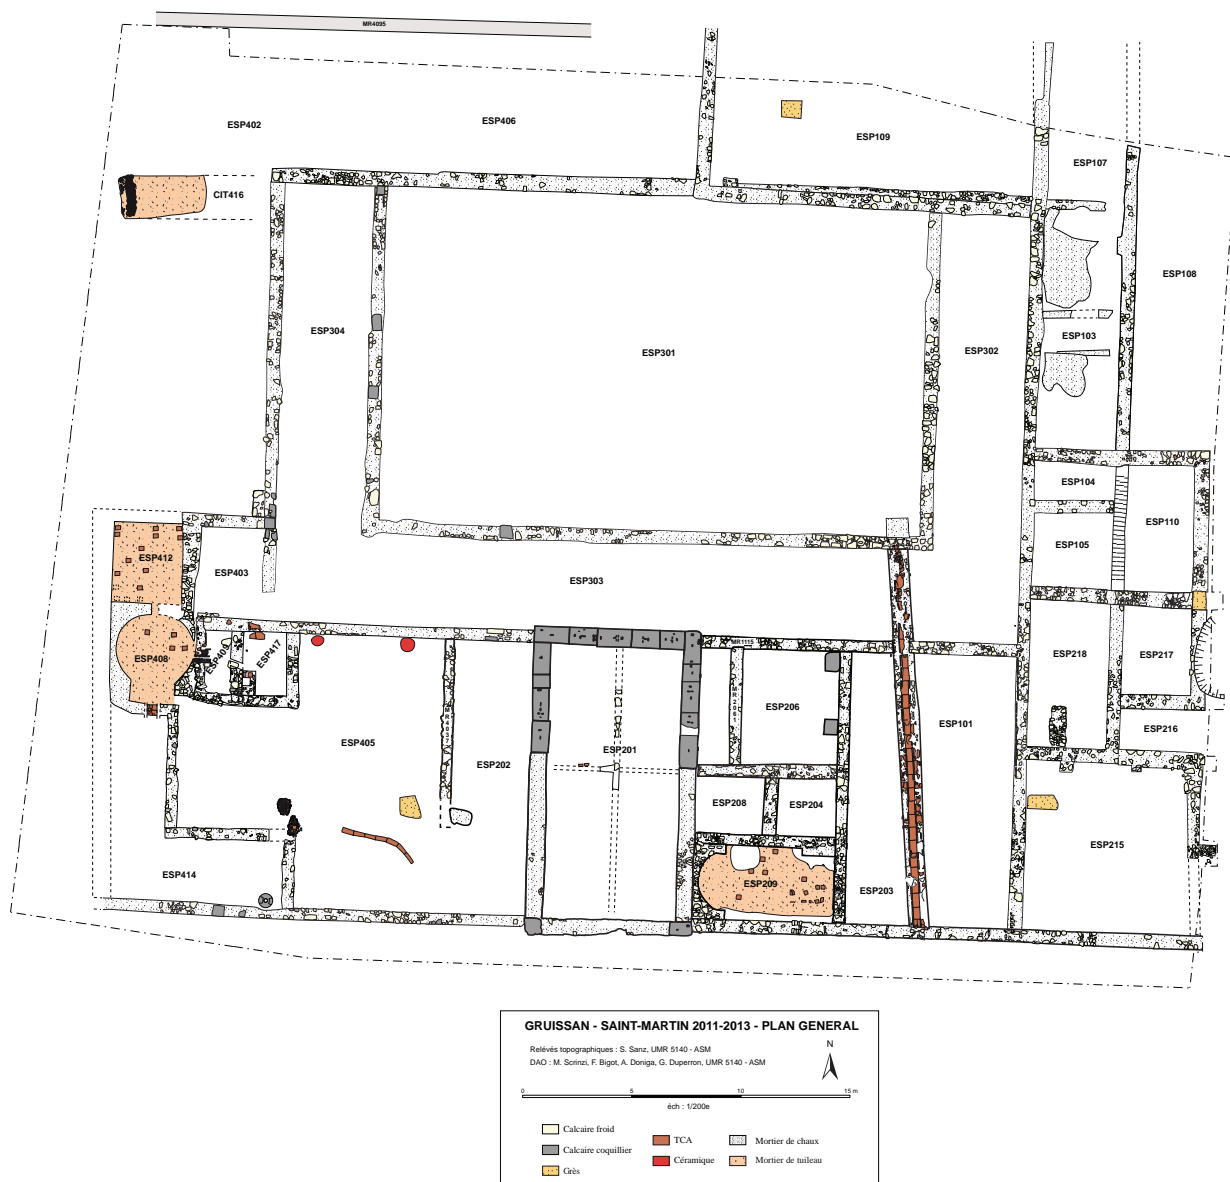 MR4095
ESP402
ESP406
ESP109
ESP107
CIT416
ESP108
ESP304
ESP301
ESP302
ESP103
ESP104
ESP110
ESP105
ESP412
ESP403
ESP303
ESP408
ESP409
ESP417
MR1115
ESP218
ESP217
ESP405
ESP202
ESP201
MR2061
ESP206
ESP101
ESP216
ESP208
ESP204
ESP215
ESP414
ESP209
ESP203
GRUISSAN - SAINT-MARTIN 2011-2013 - PLAN GENERAL
Relévés topographiques : S. Sanz, UMR 5140 - ASM
DAO : M. Scrinzi, F. Bigot, A. Doniga, G. Duperron, UMR 5140 - ASM
N
0 5 10 15 m
éch : 1/200e
Calcaire froid
Calcaire coquillier
Grès
TCA
Céramique
Mortier de chaux
Mortier de tuileau